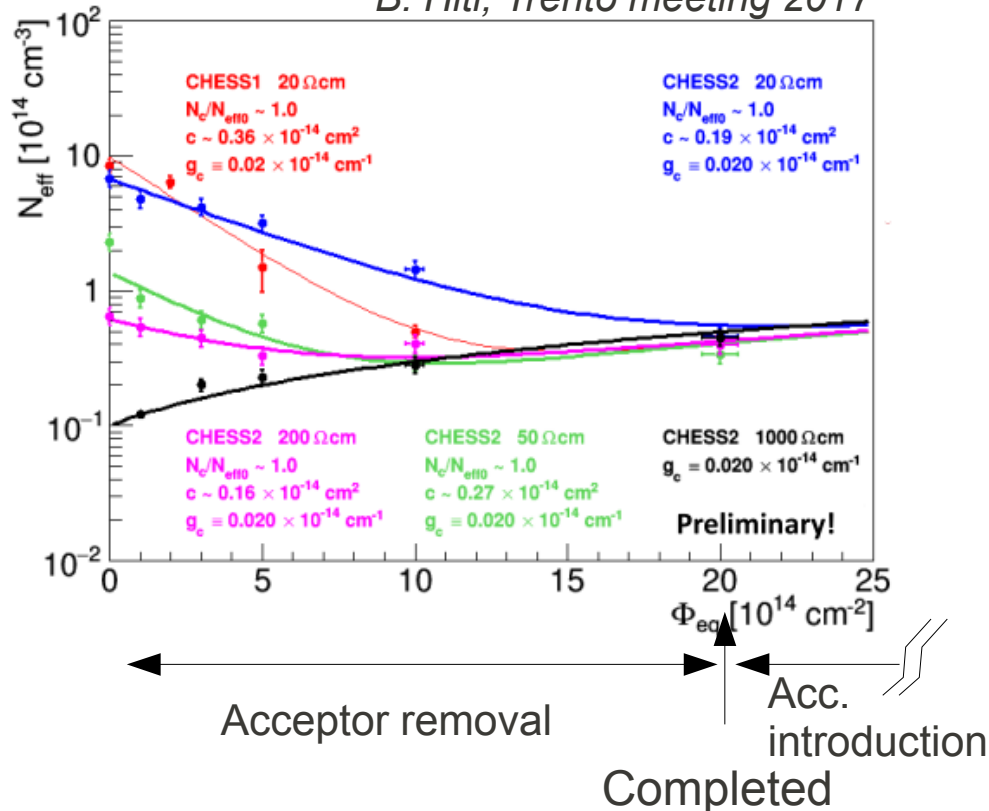 B. Hiti, Trento meeting 2017
10²
N_eff [10¹⁴ cm⁻³]
CHESS1 20 Ωcm
N_c/N_eff0 ~ 1.0
c ~ 0.36 × 10⁻¹⁴ cm²
g_c = 0.02 × 10⁻¹⁴ cm⁻¹
CHESS2 20 Ωcm
N_c/N_eff0 ~ 1.0
c ~ 0.19 × 10⁻¹⁴ cm²
g_c = 0.020 × 10⁻¹⁴ cm⁻¹
10
1
10⁻¹
CHESS2 200 Ωcm
N_c/N_eff0 ~ 1.0
c ~ 0.16 × 10⁻¹⁴ cm²
g_c = 0.020 × 10⁻¹⁴ cm⁻¹
CHESS2 50 Ωcm
N_c/N_eff0 ~ 1.0
c ~ 0.27 × 10⁻¹⁴ cm²
g_c = 0.020 × 10⁻¹⁴ cm⁻¹
CHESS2 1000 Ωcm
g_c = 0.020 × 10⁻¹⁴ cm⁻¹
Preliminary!
10⁻²
0 5 10 15 20 25
Φ_eq [10¹⁴ cm⁻²]
Acceptor removal
Acc.
introduction
Completed